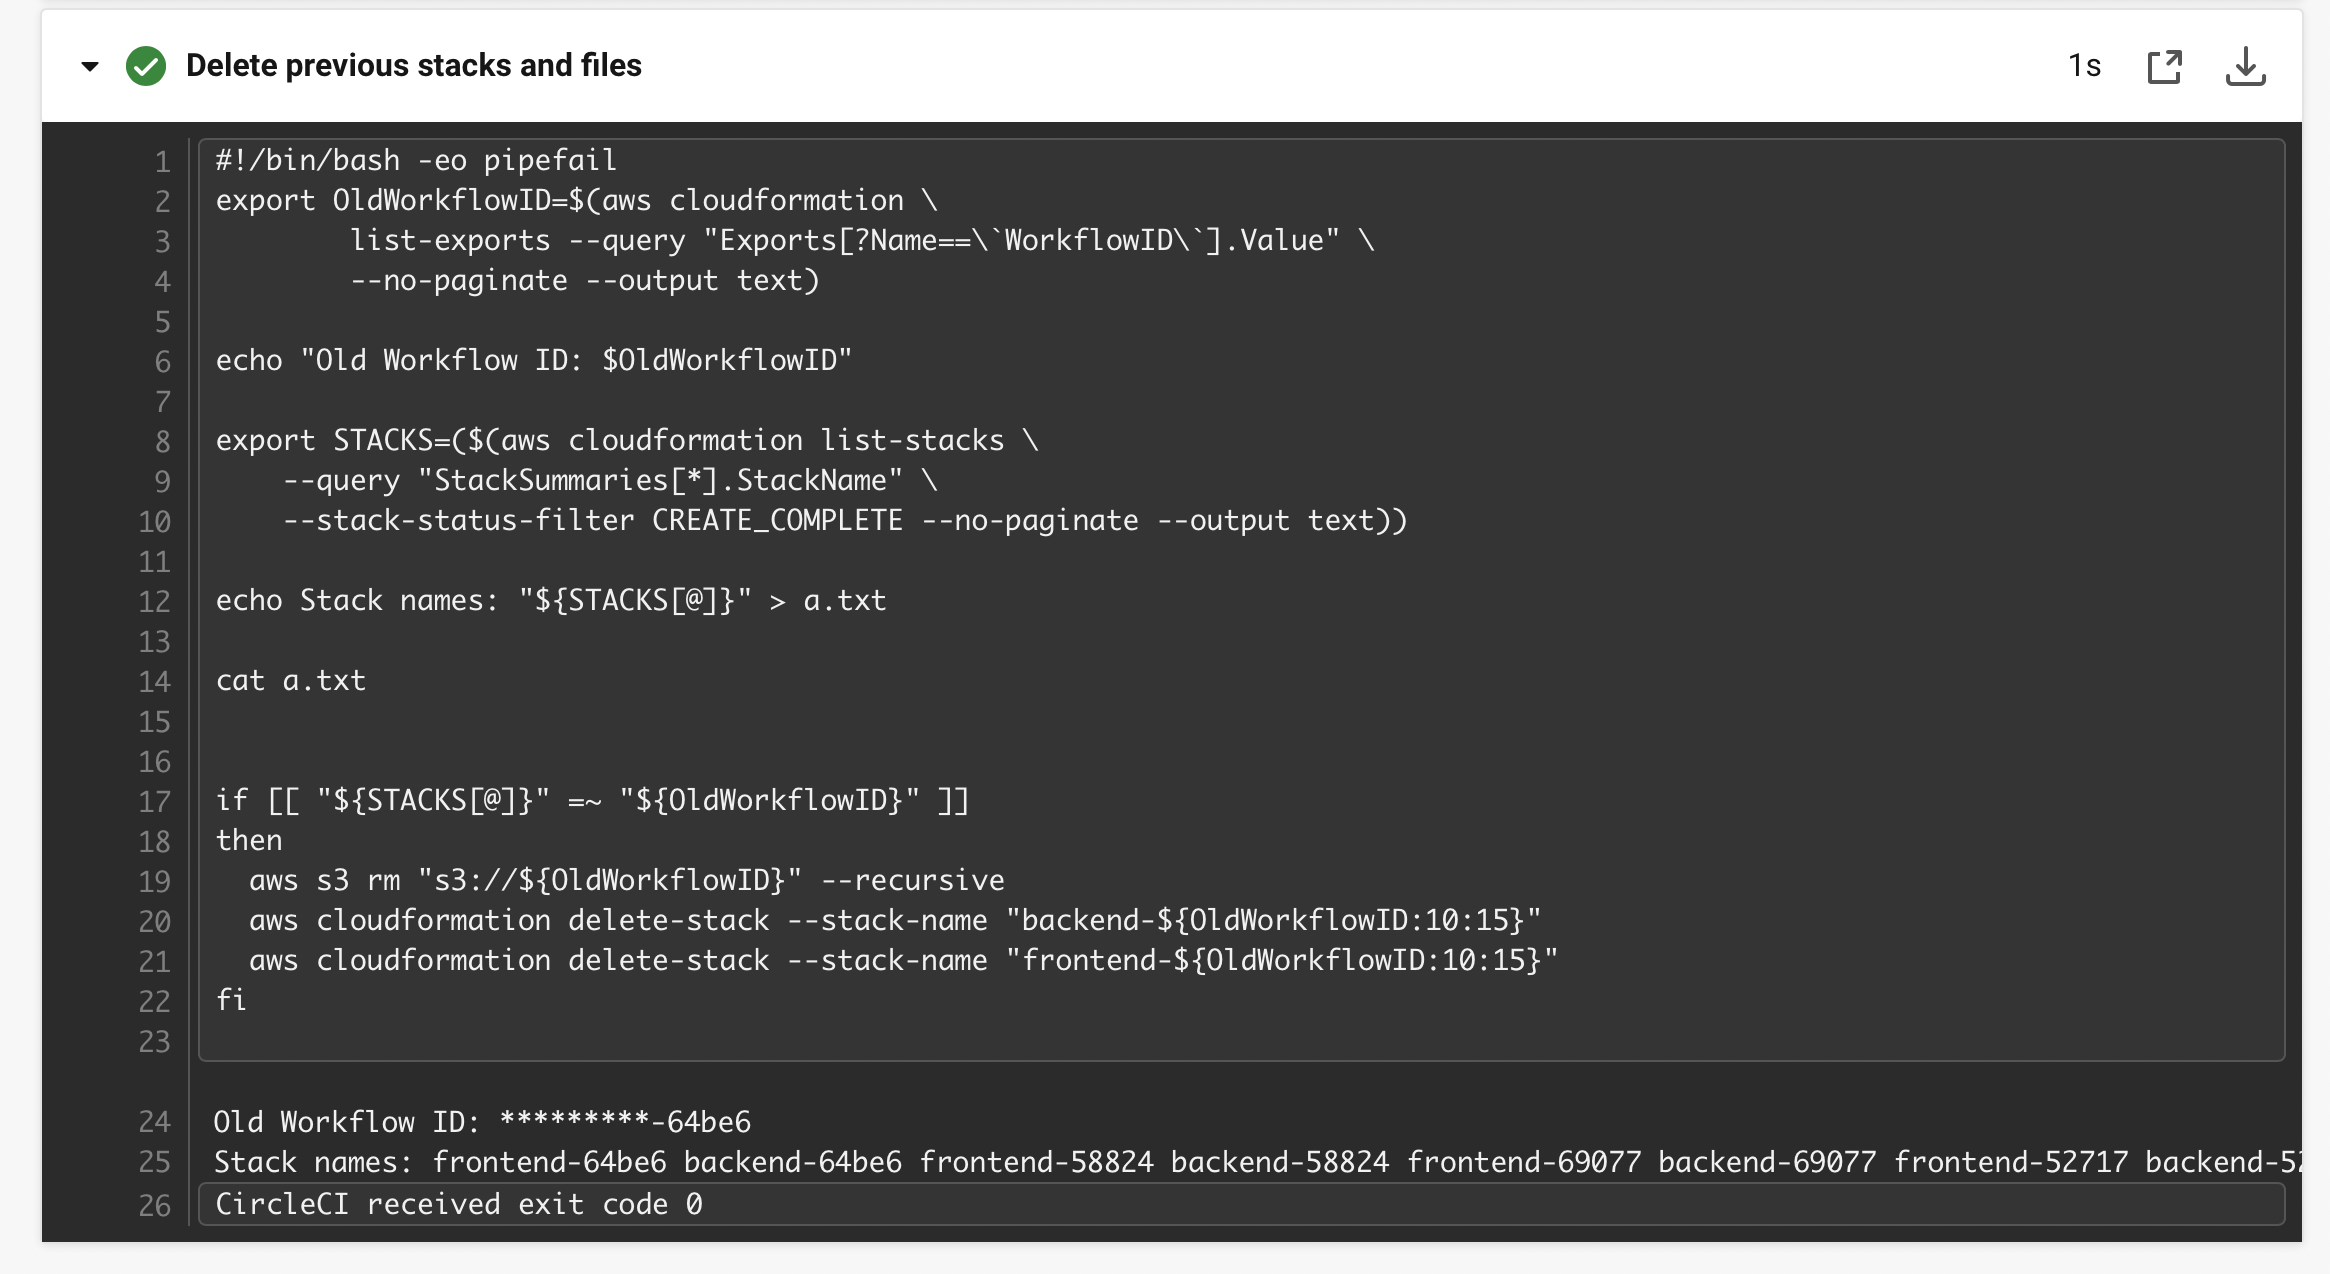 Delete previous stacks and files
1s
1 #!/bin/bash -eo pipefail
2 export OldWorkflowID=$(aws cloudformation \
3         list-exports --query "Exports[?Name==\`WorkflowID\`].Value" \
4         --no-paginate --output text)
5
6 echo "Old Workflow ID: $OldWorkflowID"
7
8 export STACKS=($(aws cloudformation list-stacks \
9     --query "StackSummaries[*].StackName" \
10     --stack-status-filter CREATE_COMPLETE --no-paginate --output text))
11
12 echo Stack names: "${STACKS[@]}" > a.txt
13
14 cat a.txt
15
16
17 if [[ "${STACKS[@]}" =~ "${OldWorkflowID}" ]]
18 then
19   aws s3 rm "s3://${OldWorkflowID}" --recursive
20   aws cloudformation delete-stack --stack-name "backend-${OldWorkflowID:10:15}"
21   aws cloudformation delete-stack --stack-name "frontend-${OldWorkflowID:10:15}"
22 fi
23
24 Old Workflow ID: *********-64be6
25 Stack names: frontend-64be6 backend-64be6 frontend-58824 backend-58824 frontend-69077 backend-69077 frontend-52717 backend-52
26 CircleCI received exit code 0